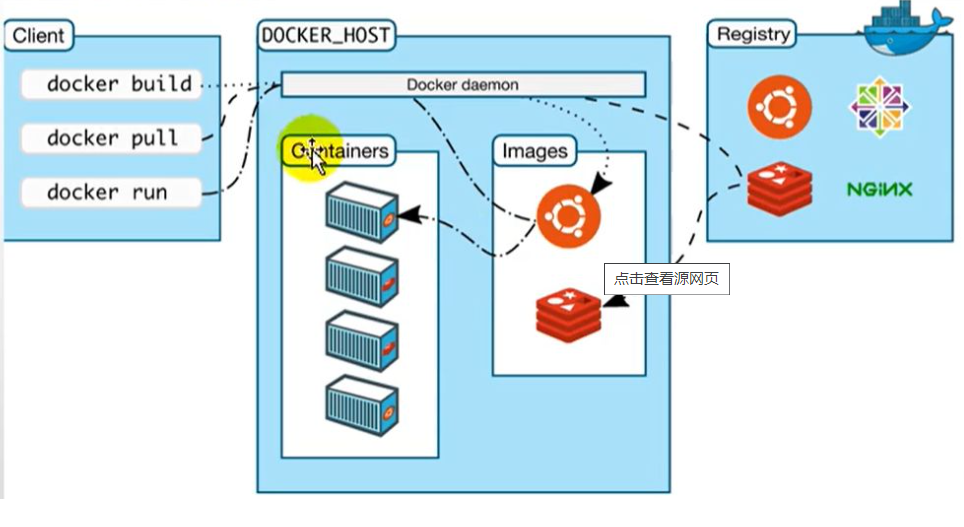 Client
docker build
docker pull
docker run
DOCKER_HOST
Docker daemon
Containers
Images
点击查看源网页
Registry
NGiNX